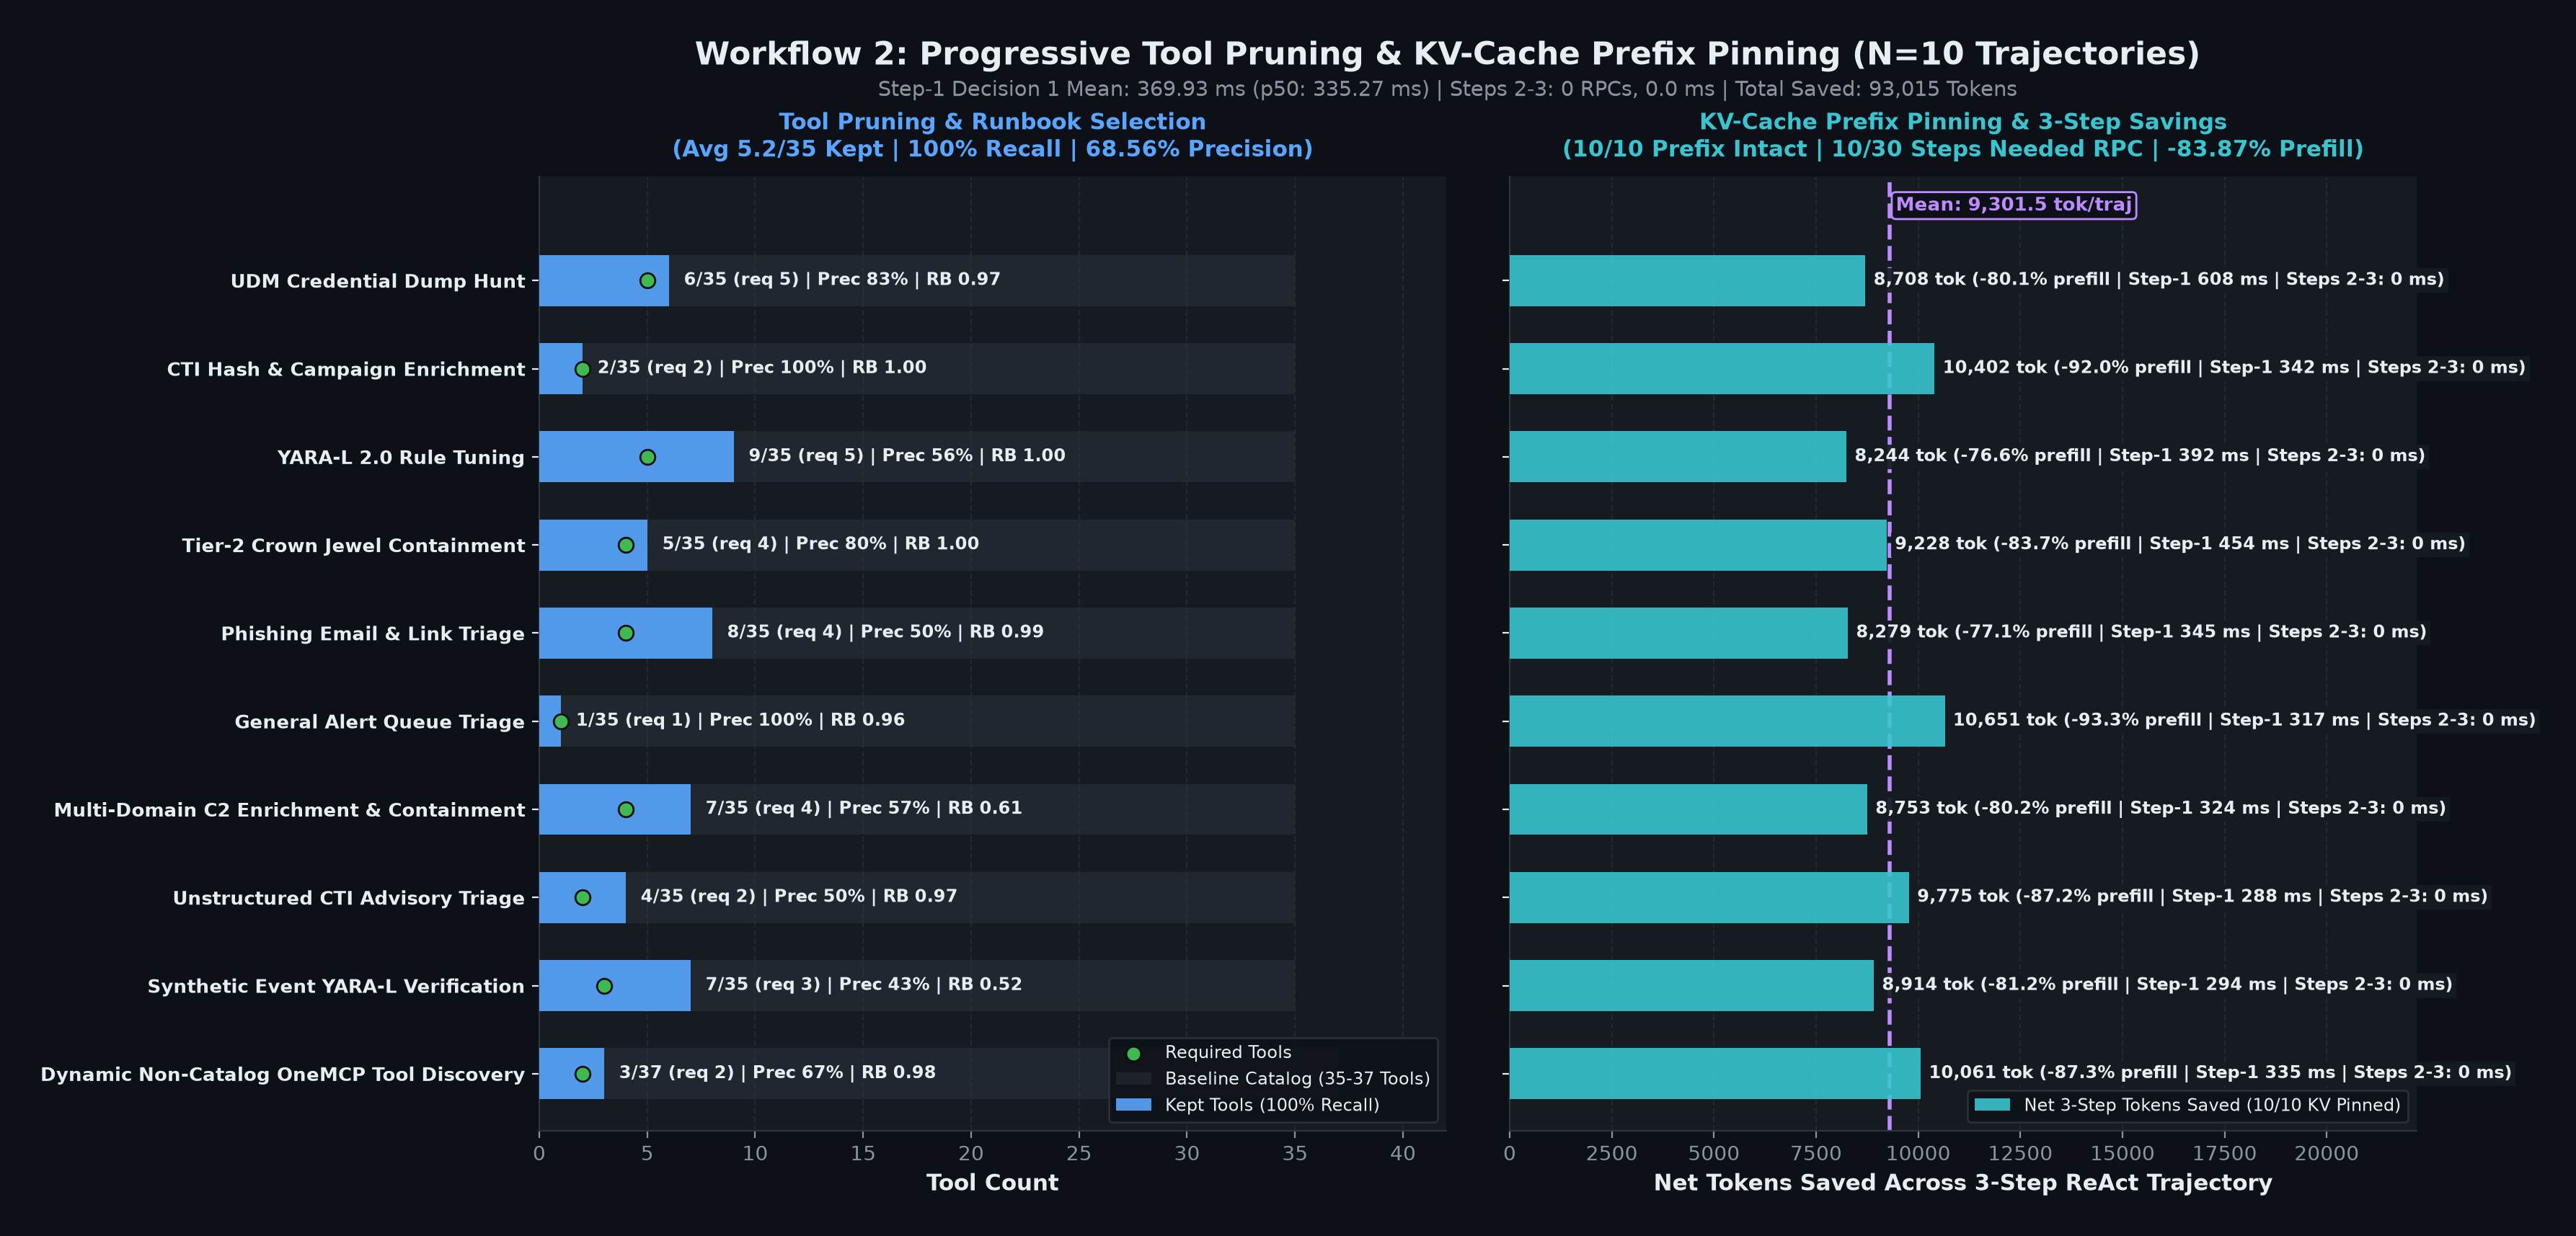 Workflow 2: Progressive Tool Pruning & KV-Cache Prefix Pinning (N=10 Trajectories)
Step-1 Decision 1 Mean: 369.93 ms (p50: 335.27 ms) | Steps 2-3: 0 RPCs, 0.0 ms | Total Saved: 93,015 Tokens
Tool Pruning & Runbook Selection
(Avg 5.2/35 Kept | 100% Recall | 68.56% Precision)
UDM Credential Dump Hunt
6/35 (req 5) | Prec 83% | RB 0.97
CTI Hash & Campaign Enrichment
2/35 (req 2) | Prec 100% | RB 1.00
YARA-L 2.0 Rule Tuning
9/35 (req 5) | Prec 56% | RB 1.00
Tier-2 Crown Jewel Containment
5/35 (req 4) | Prec 80% | RB 1.00
Phishing Email & Link Triage
8/35 (req 4) | Prec 50% | RB 0.99
General Alert Queue Triage
1/35 (req 1) | Prec 100% | RB 0.96
Multi-Domain C2 Enrichment & Containment
7/35 (req 4) | Prec 57% | RB 0.61
Unstructured CTI Advisory Triage
4/35 (req 2) | Prec 50% | RB 0.97
Synthetic Event YARA-L Verification
7/35 (req 3) | Prec 43% | RB 0.52
Dynamic Non-Catalog OneMCP Tool Discovery
3/37 (req 2) | Prec 67% | RB 0.98
Required Tools
Baseline Catalog (35-37 Tools)
Kept Tools (100% Recall)
0 5 10 15 20 25 30 35 40
Tool Count
KV-Cache Prefix Pinning & 3-Step Savings
(10/10 Prefix Intact | 10/30 Steps Needed RPC | -83.87% Prefill)
Mean: 9,301.5 tok/traj
8,708 tok (-80.1% prefill | Step-1 608 ms | Steps 2-3: 0 ms)
10,402 tok (-92.0% prefill | Step-1 342 ms | Steps 2-3: 0 ms)
8,244 tok (-76.6% prefill | Step-1 392 ms | Steps 2-3: 0 ms)
9,228 tok (-83.7% prefill | Step-1 454 ms | Steps 2-3: 0 ms)
8,279 tok (-77.1% prefill | Step-1 345 ms | Steps 2-3: 0 ms)
10,651 tok (-93.3% prefill | Step-1 317 ms | Steps 2-3: 0 ms)
8,753 tok (-80.2% prefill | Step-1 324 ms | Steps 2-3: 0 ms)
9,775 tok (-87.2% prefill | Step-1 288 ms | Steps 2-3: 0 ms)
8,914 tok (-81.2% prefill | Step-1 294 ms | Steps 2-3: 0 ms)
10,061 tok (-87.3% prefill | Step-1 335 ms | Steps 2-3: 0 ms)
Net 3-Step Tokens Saved (10/10 KV Pinned)
0 2500 5000 7500 10000 12500 15000 17500 20000
Net Tokens Saved Across 3-Step ReAct Trajectory